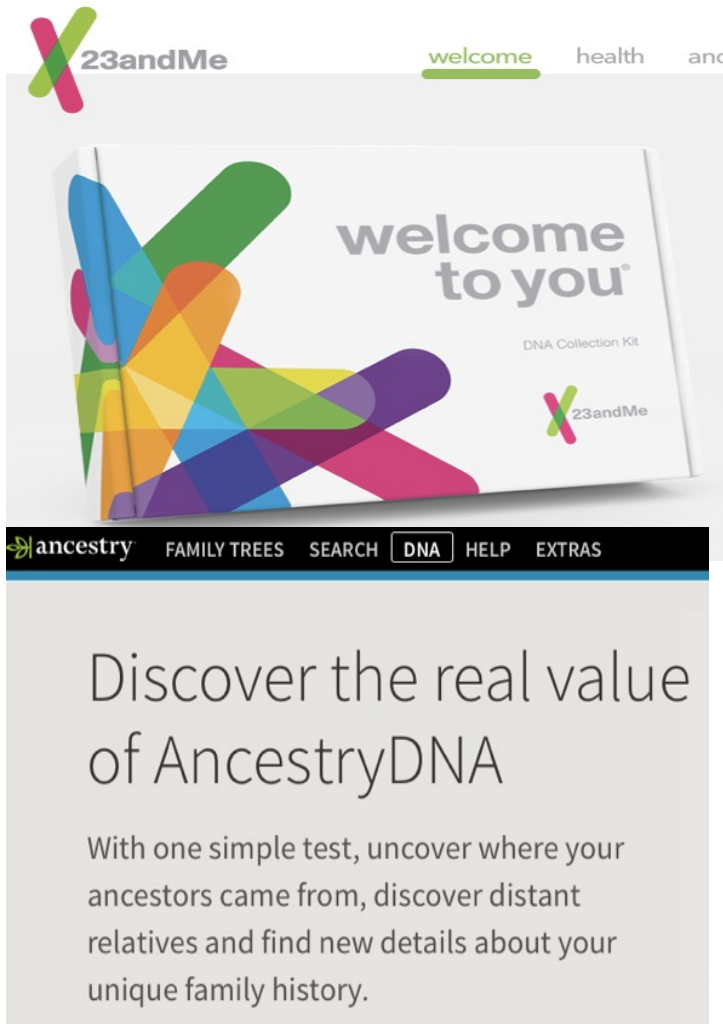 23andMe
welcome health anc
welcome
to you®
DNA Collection Kit
23andMe
ancestry FAMILY TREES SEARCH DNA HELP EXTRAS
Discover the real value
of AncestryDNA
With one simple test, uncover where your
ancestors came from, discover distant
relatives and find new details about your
unique family history.